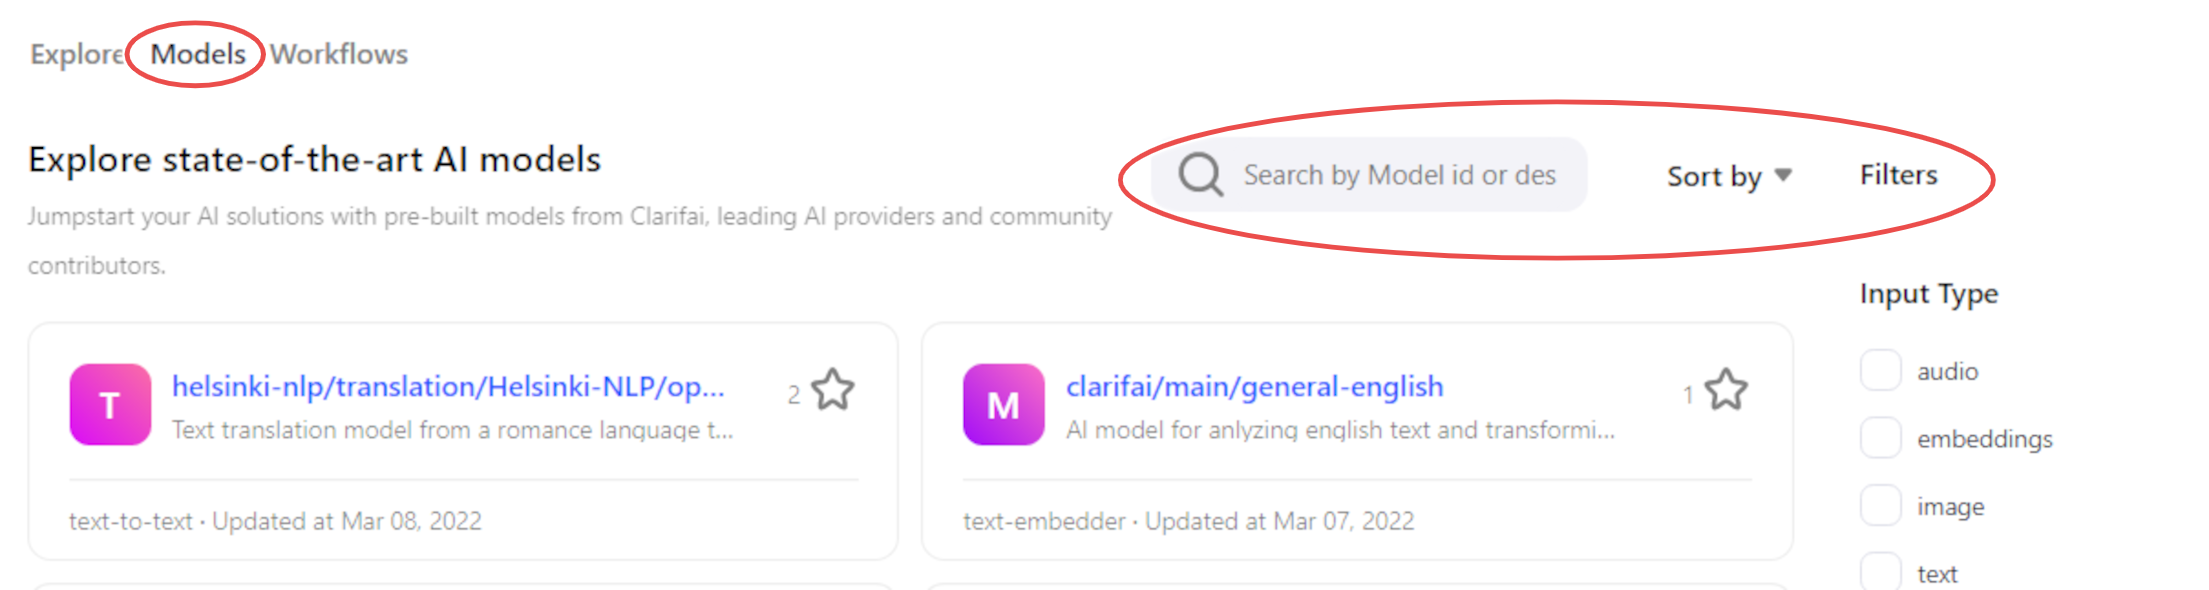 Explore Models Workflows
Explore state-of-the-art AI models
Jumpstart your AI solutions with pre-built models from Clarifai, leading AI providers and community
contributors.
Search by Model id or des
Sort by
Filters
T
helsinki-nlp/translation/Helsinki-NLP/op...
2
Text translation model from a romance language t...
text-to-text · Updated at Mar 08, 2022
M
clarifai/main/general-english
1
AI model for anlyzing english text and transformi...
text-embedder · Updated at Mar 07, 2022
Input Type
audio
embeddings
image
text